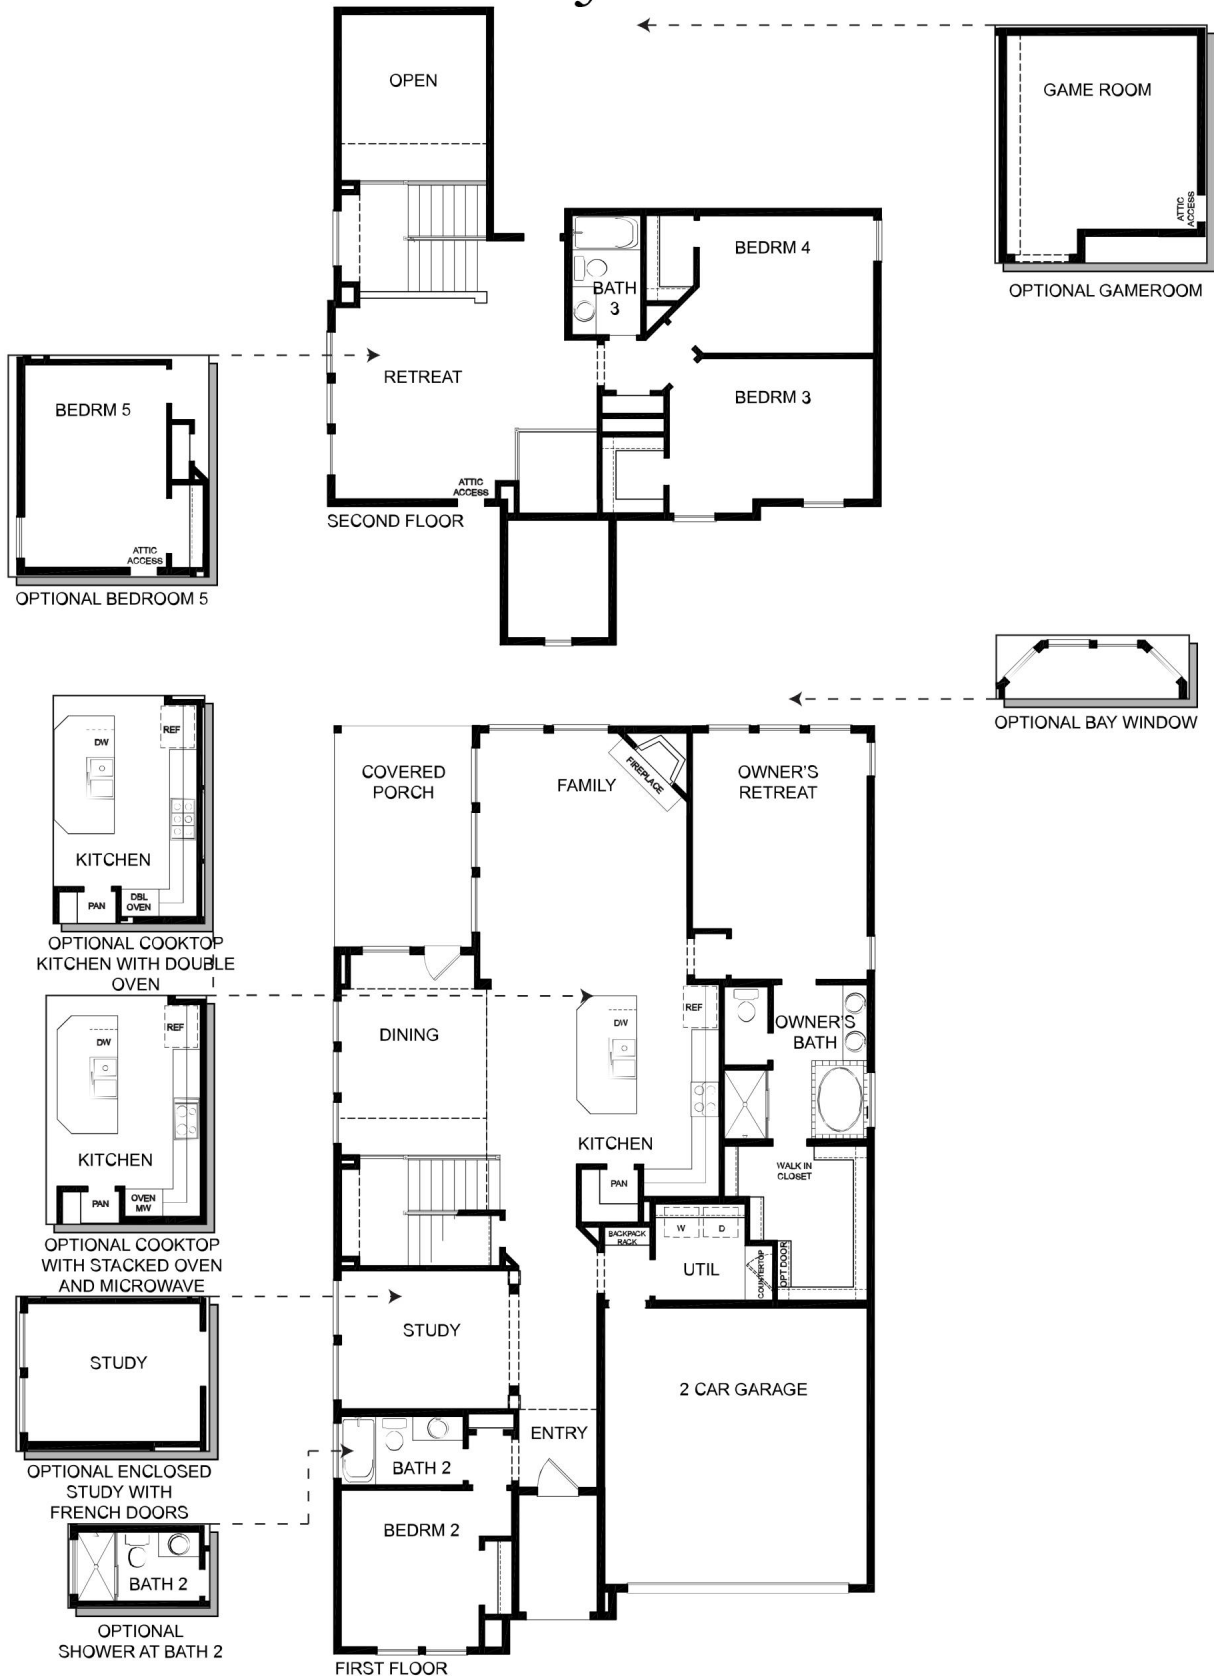 OPEN
GAME ROOM
ATTIC
ACCESS
OPTIONAL GAMEROOM
BEDRM 4
BATH
3
RETREAT
BEDRM 3
ATTIC
ACCESS
SECOND FLOOR
BEDRM 5
ATTIC
ACCESS
OPTIONAL BEDROOM 5
OPTIONAL BAY WINDOW
REF
DW
KITCHEN
PAN
DBL
OVEN
OPTIONAL COOKTOP
KITCHEN WITH DOUBLE
OVEN
COVERED
PORCH
FAMILY
FIREPLACE
OWNER'S
RETREAT
REF
DW
KITCHEN
PAN
OVEN
MW
OPTIONAL COOKTOP
WITH STACKED OVEN
AND MICROWAVE
DINING
REF
DW
KITCHEN
PAN
OWNER'S
BATH
WALK IN
CLOSET
BACKPACK
RACK
W
D
UTIL
COUNTERTOP
OPT DOOR
STUDY
OPTIONAL ENCLOSED
STUDY WITH
FRENCH DOORS
STUDY
2 CAR GARAGE
ENTRY
BATH 2
BEDRM 2
BATH 2
OPTIONAL
SHOWER AT BATH 2
FIRST FLOOR